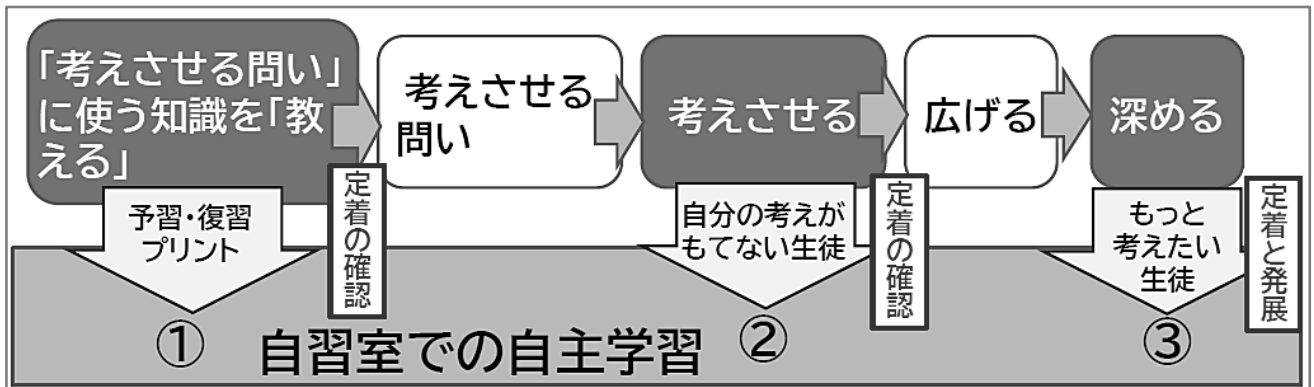 「考えさせる問い」
に使う知識を「教
える」
考えさせる
問い
考えさせる
広げる
深める
予習・復習
プリント
定着の確認
自分の考えが
もてない生徒
定着の確認
もっと
考えたい
生徒
定着と発展
①
自習室での自主学習
②
③